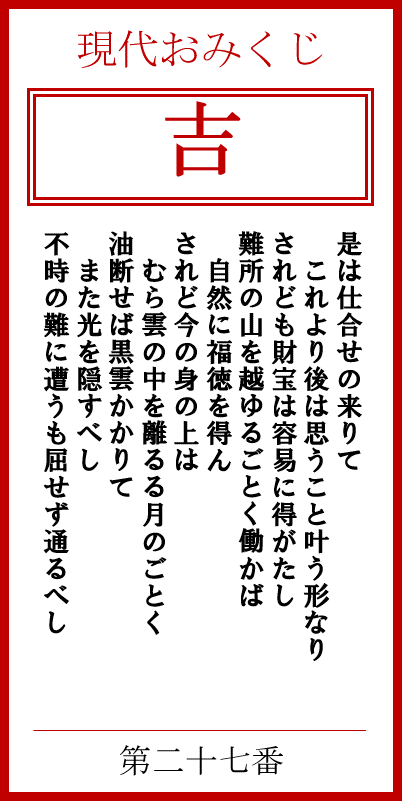 現代おみくじ
吉
是は仕合せの来りて
これより後は思うこと叶う形なり
されども財宝は容易に得がたし
難所の山を越ゆるごとく働かば
自然に福徳を得ん
されど今の身の上は
むら雲の中を離るる月のごとく
油断せば黒雲かかりて
また光を隠すべし
不時の難に遭うも屈せず通るべし
第二十七番